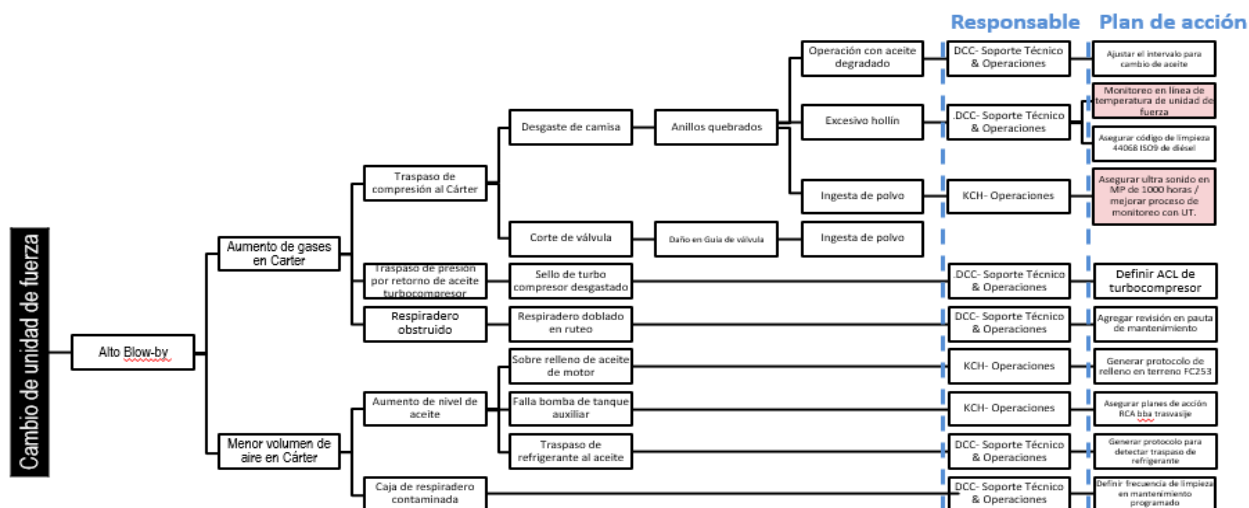 Responsable
Plan de acción
Cambio de unidad de fuerza
Alto Blow-by
Aumento de gases
en Carter
Menor volumen de
aire en Cárter
Traspaso de
compresión al Cárter
Traspaso de presión
por retorno de aceite
turbocompresor
Respiradero
obstruido
Aumento de nivel de
aceite
Caja de respiradero
contaminada
Desgaste de camisa
Corte de válvula
Sello de turbo
compresor desgastado
Respiradero doblado
en ruteo
Sobre relleno de aceite
de motor
Falla bomba de tanque
auxiliar
Traspaso de
refrigerante al aceite
Anillos quebrados
Daño en Guia de válvula
Operación con aceite
degradado
Excesivo hollín
Ingesta de polvo
Ingesta de polvo
DCC- Soporte Técnico
& Operaciones
.DCC- Soporte Técnico
& Operaciones
KCH- Operaciones
.DCC- Soporte Técnico
& Operaciones
DCC- Soporte Técnico
& Operaciones
KCH- Operaciones
KCH- Operaciones
DCC- Soporte Técnico
& Operaciones
DCC- Soporte Técnico
& Operaciones
Ajustar el intervalo para
cambio de aceite
Monitoreo en línea de
temperatura de unidad de
fuerza
Asegurar código de limpieza
44068 ISO9 de diésel
Asegurar ultra sonido en
MP de 1000 horas /
mejorar proceso de
monitoreo con UT.
Definir ACL de
turbocompresor
Agregar revisión en pauta
de mantenimiento
Generar protocolo de
relleno en terreno FC253
Asegurar planes de acción
RCA bba trasvasije
Generar protocolo para
detectar traspaso de
refrigerante
Definir frecuencia de limpieza
en mantenimiento
programado